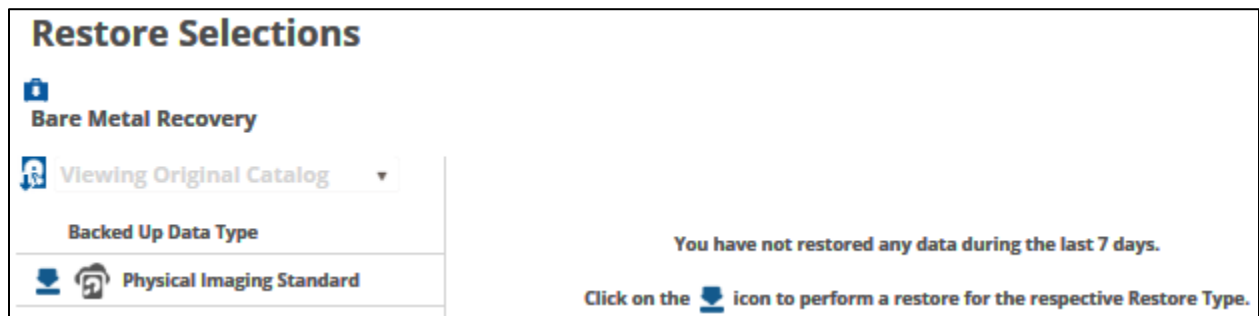 Restore Selections
Bare Metal Recovery
Viewing Original Catalog
Backed Up Data Type
Physical Imaging Standard
You have not restored any data during the last 7 days.
Click on the icon to perform a restore for the respective Restore Type.